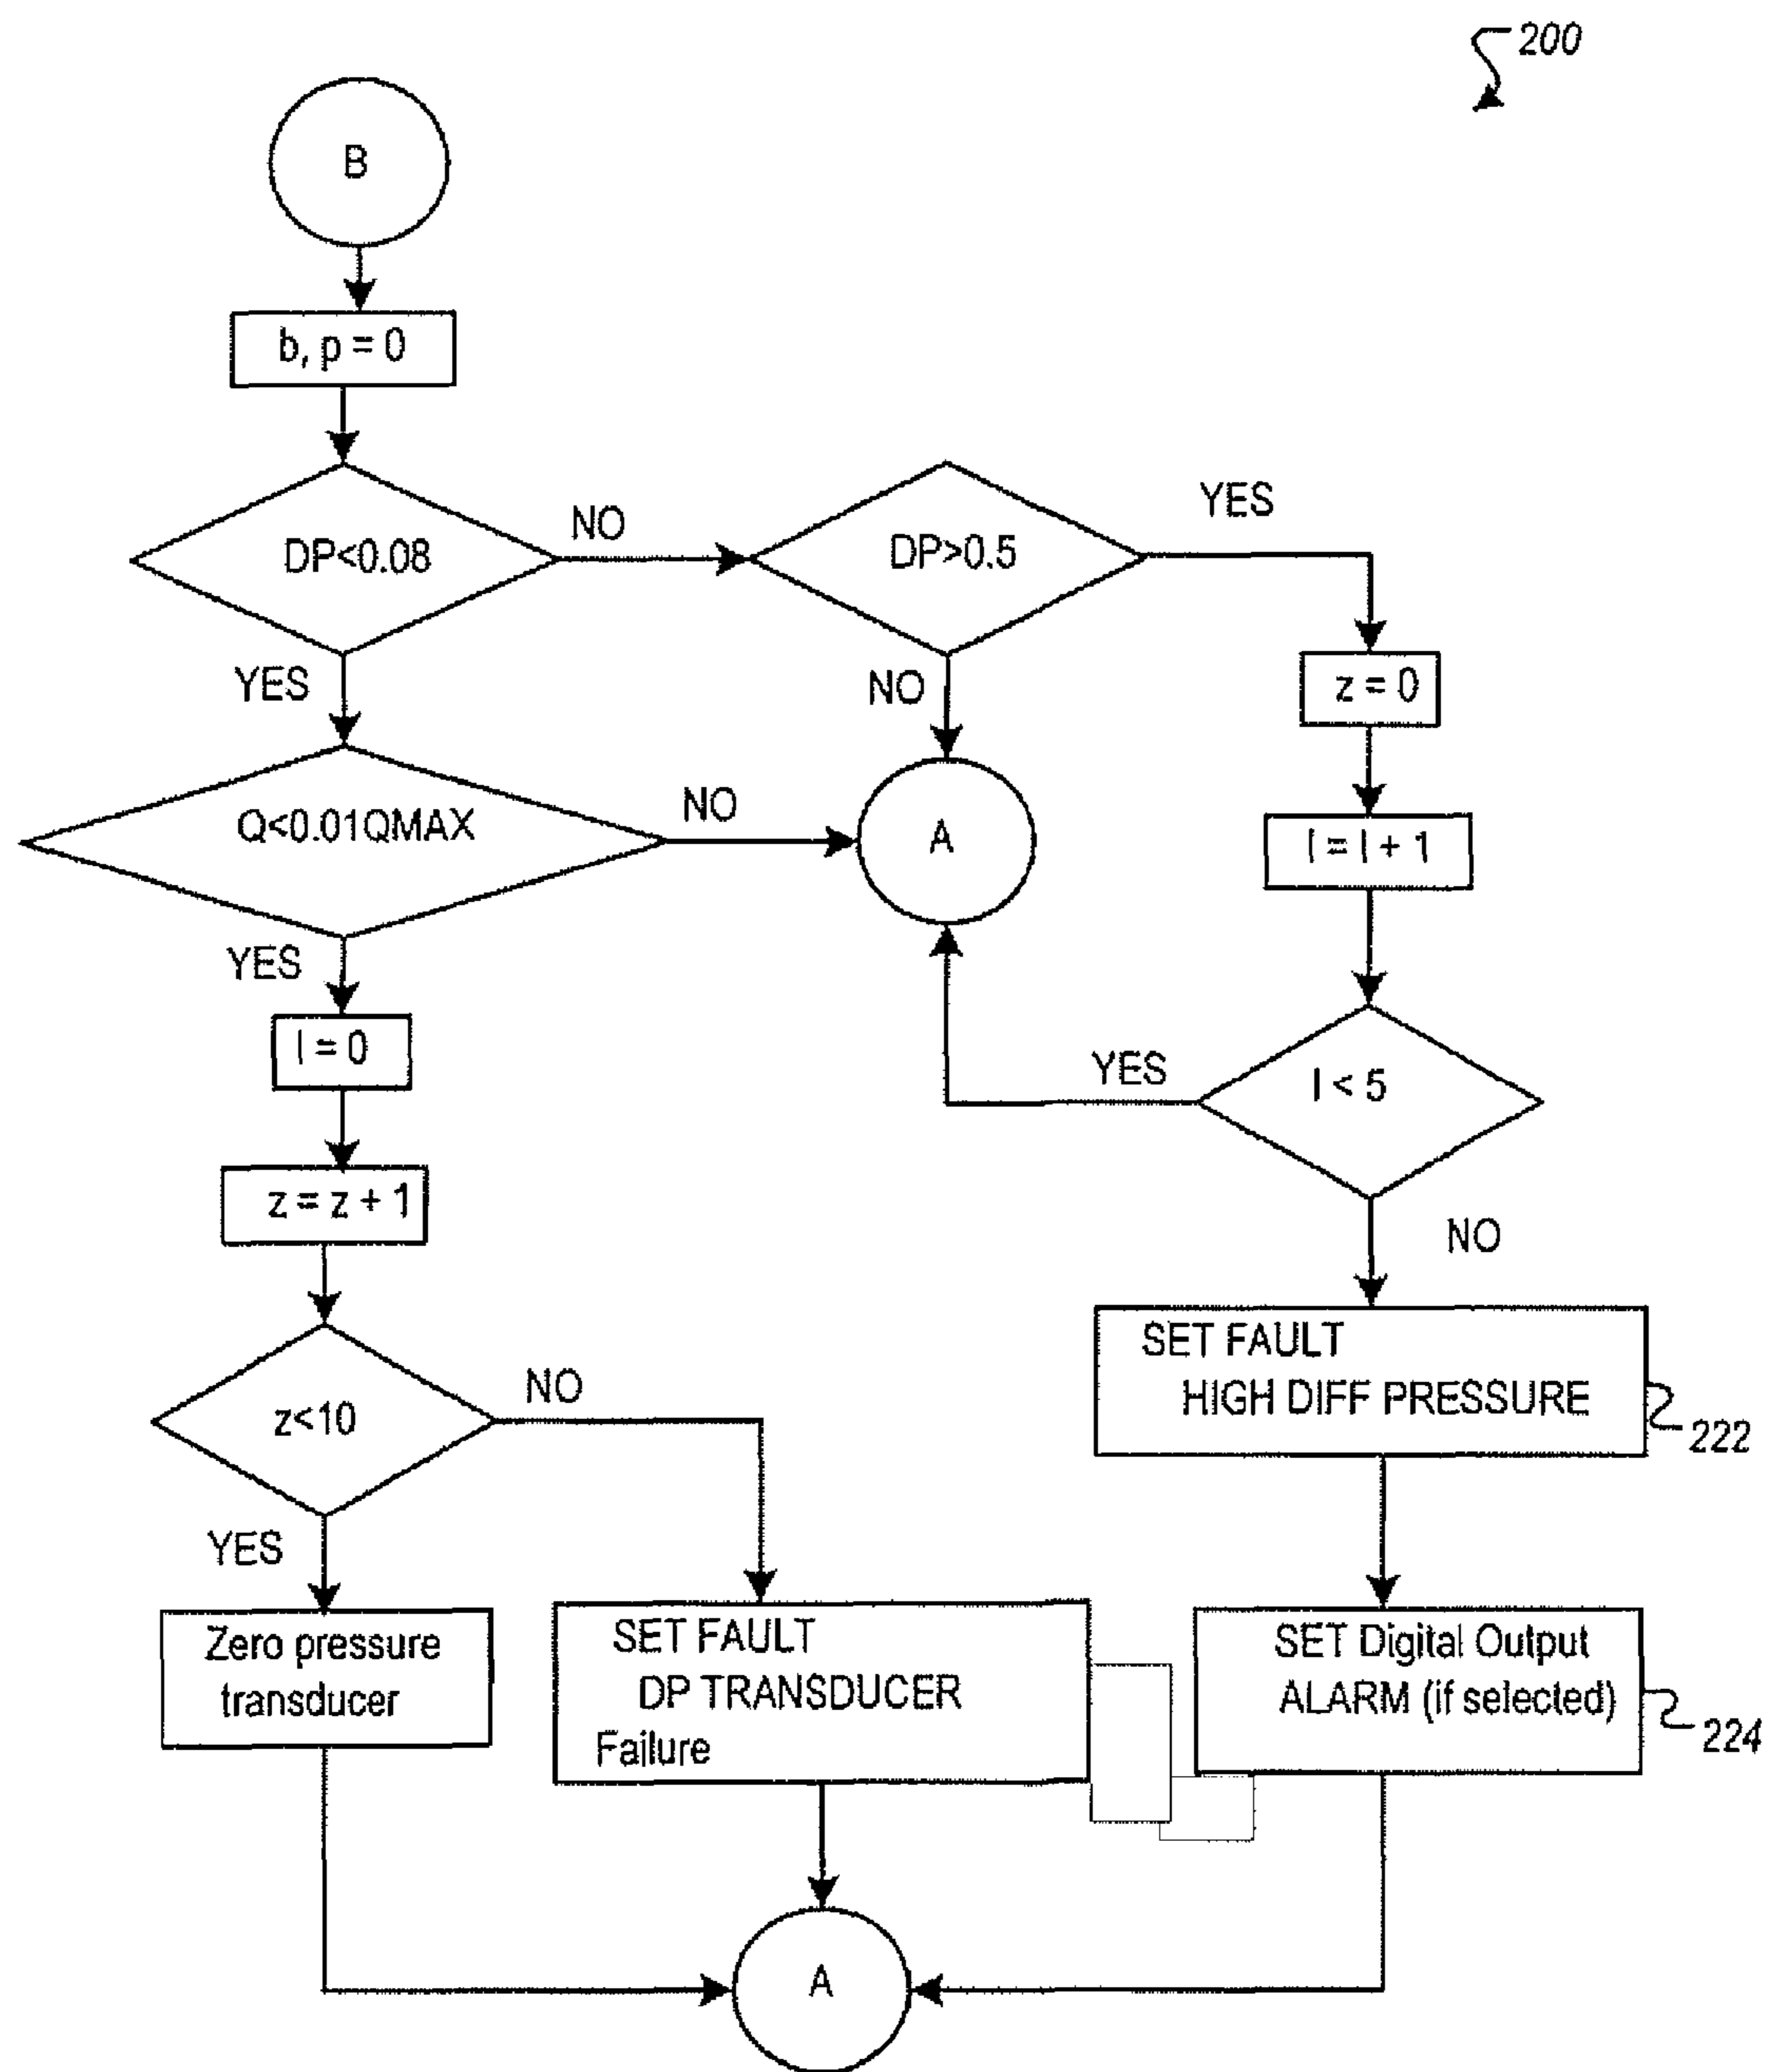 200
B
b, p = 0
DP<0.08
NO
DP>0.5
YES
YES
NO
z = 0
Q<0.01QMAX
NO
A
l = l + 1
YES
l = 0
YES
l < 5
z = z + 1
NO
z<10
NO
SET FAULT
HIGH DIFF PRESSURE
222
YES
Zero pressure
transducer
SET FAULT
DP TRANSDUCER
Failure
SET Digital Output
ALARM (if selected)
224
A